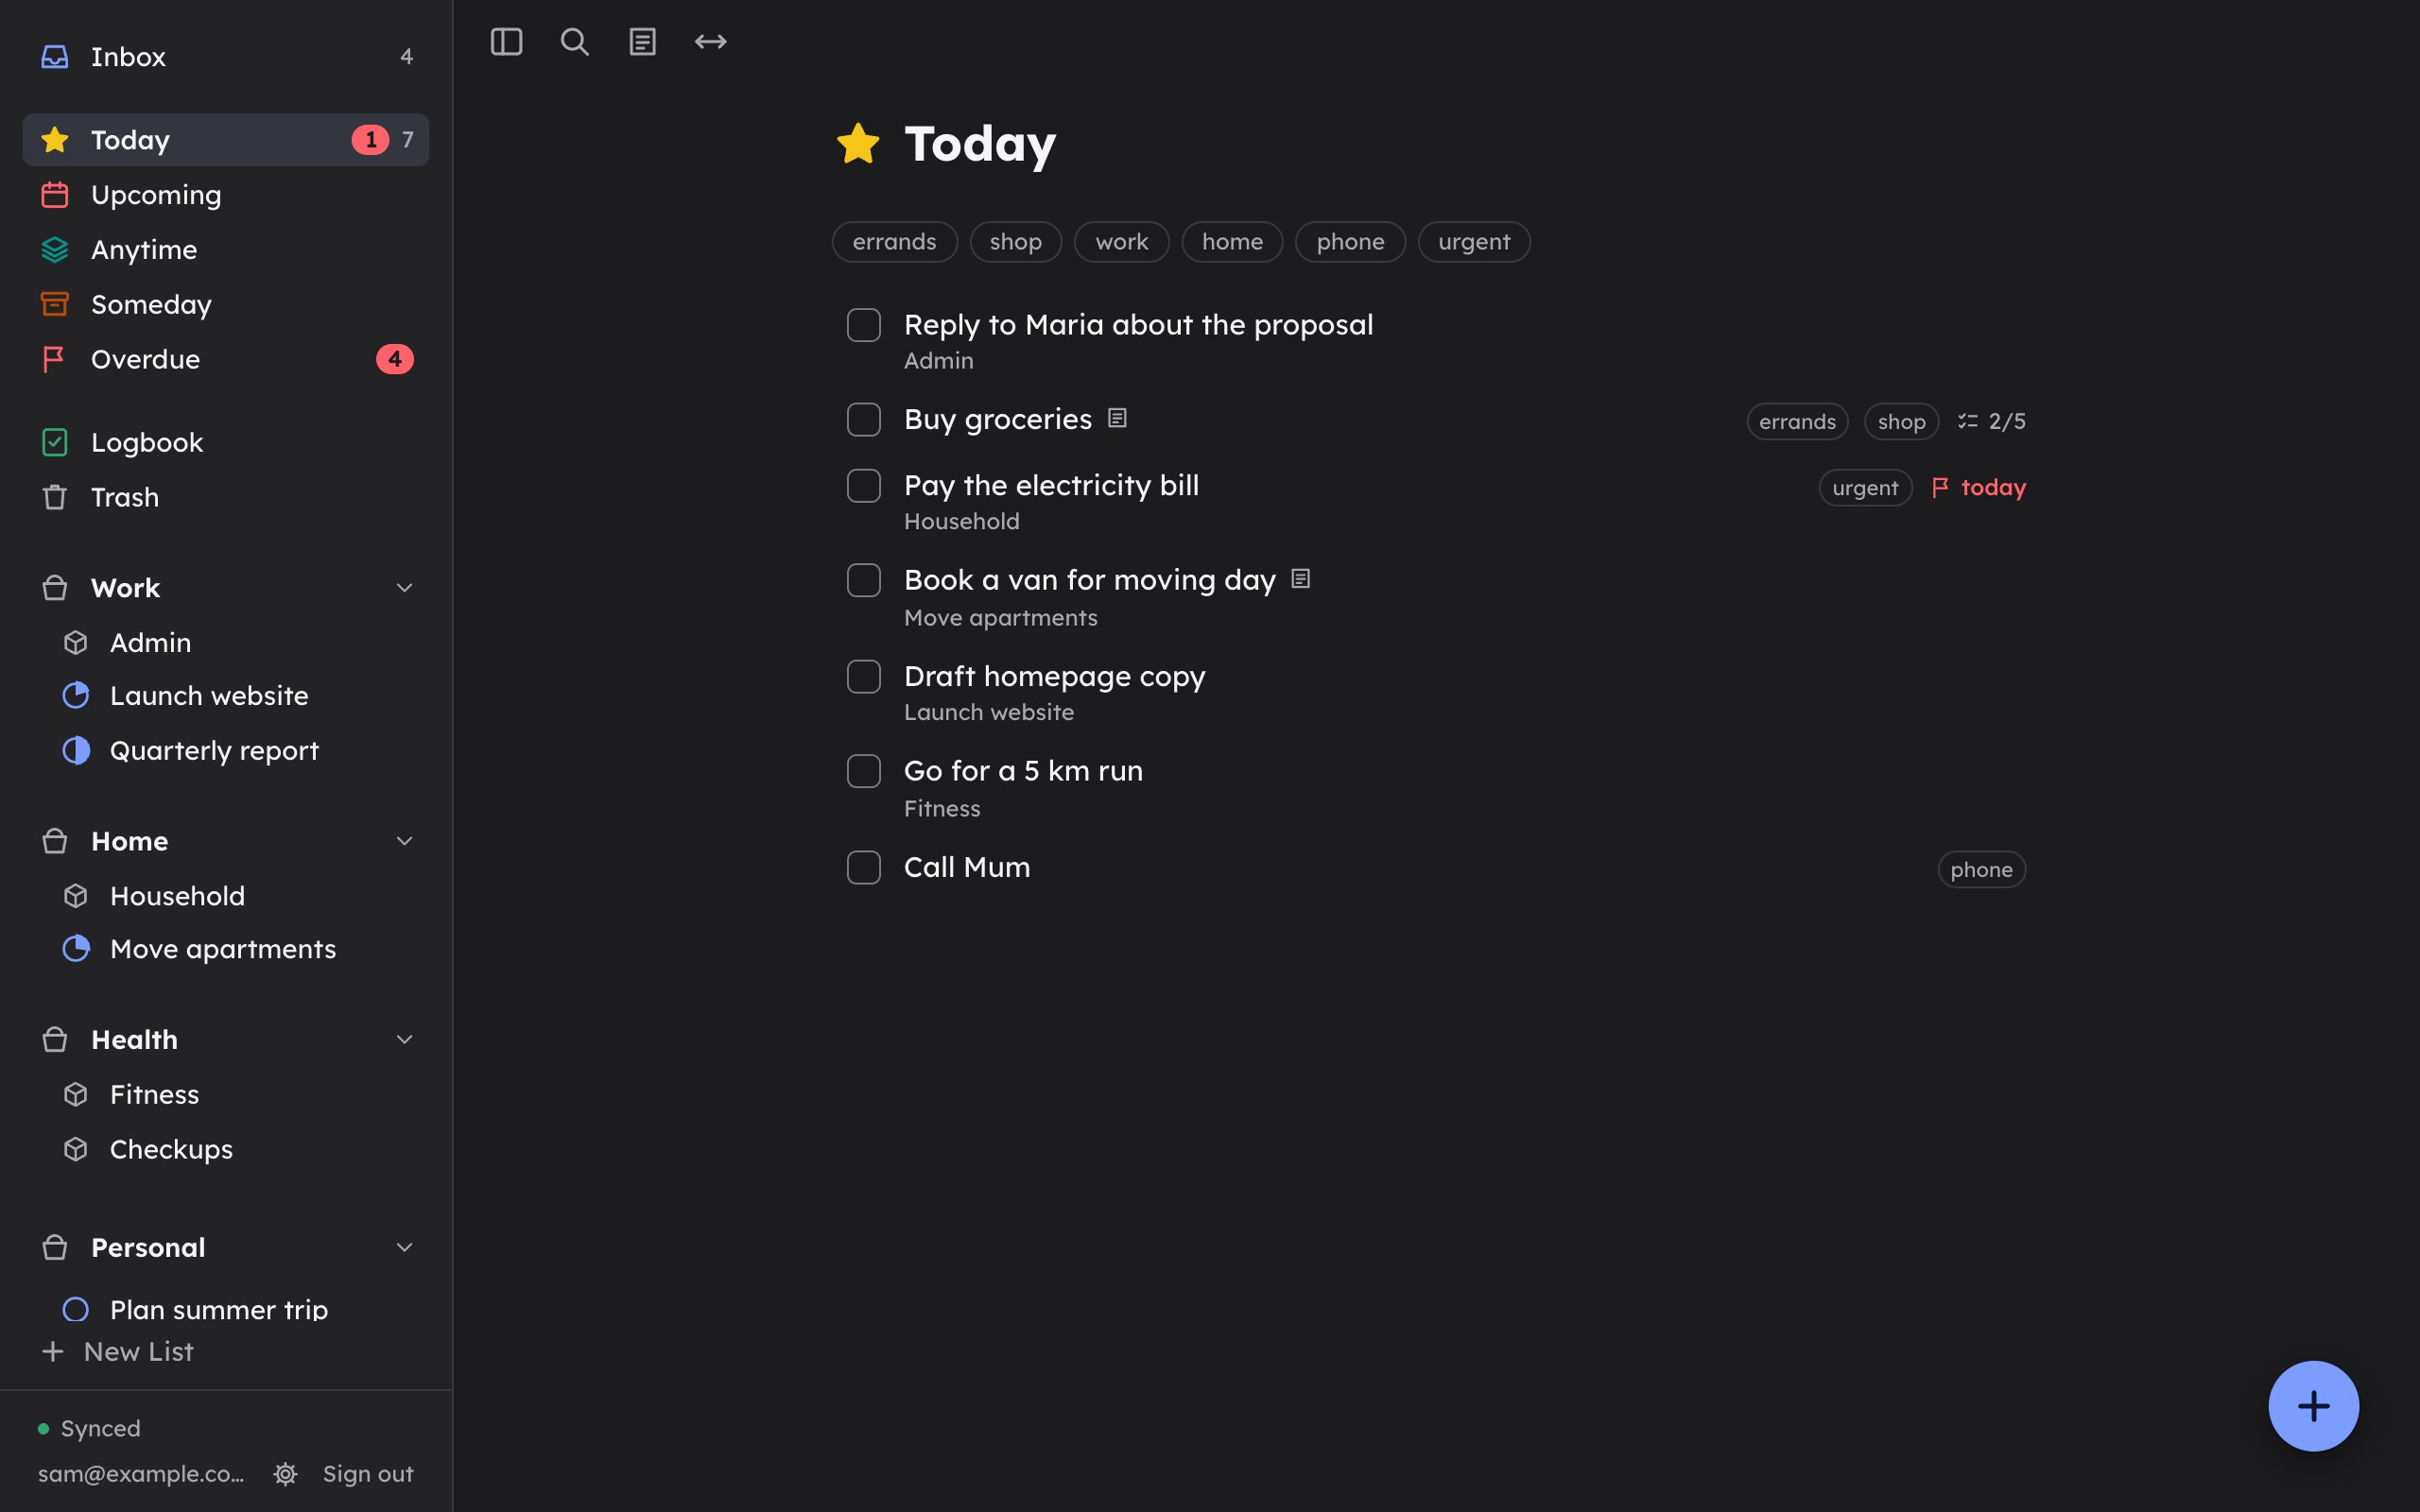 Inbox 4
Today 1 7
Upcoming
Anytime
Someday
Overdue 4
Logbook
Trash
Work
Admin
Launch website
Quarterly report
Home
Household
Move apartments
Health
Fitness
Checkups
Personal
Plan summer trip
New List
Synced
sam@example.co... Sign out
Today
errands shop work home phone urgent
Reply to Maria about the proposal
Admin
Buy groceries errands shop 2/5
Pay the electricity bill urgent today
Household
Book a van for moving day
Move apartments
Draft homepage copy
Launch website
Go for a 5 km run
Fitness
Call Mum phone